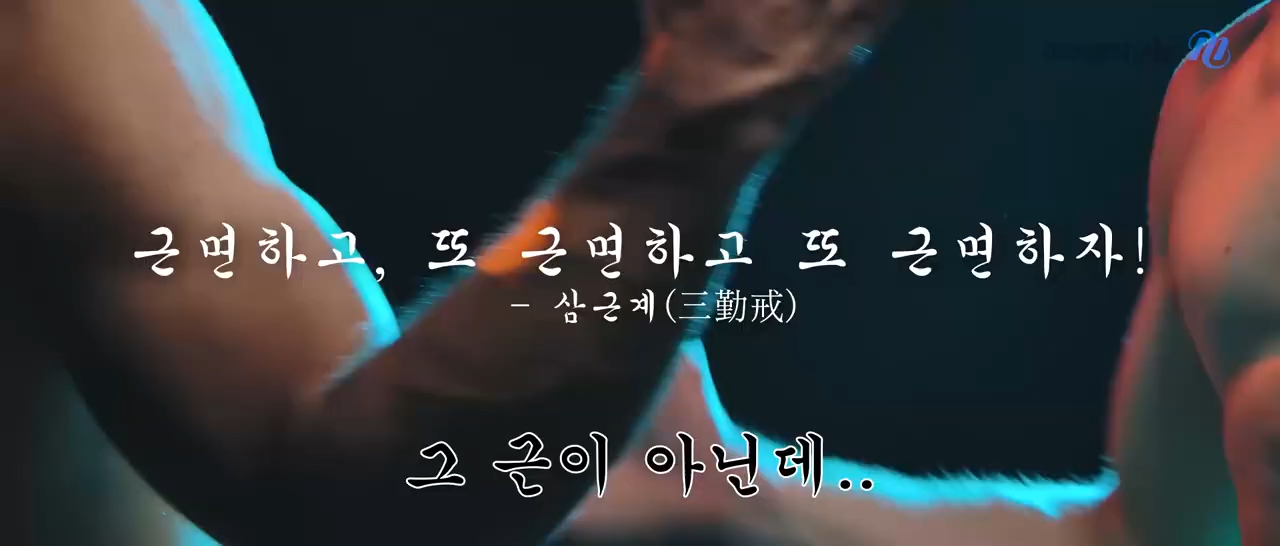 근면하고, 또 근면하고 또 근면하자!
- 삼근계(三勤戒)
그 근이 아닌데..